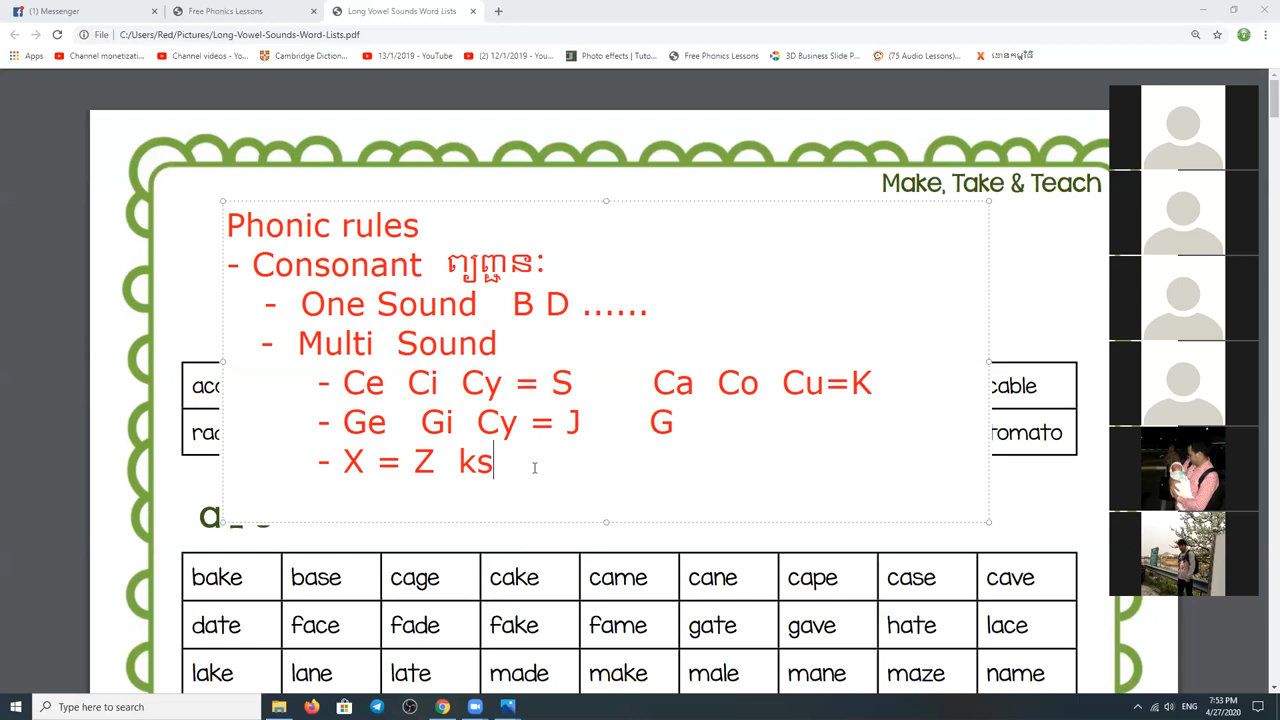 (1) Messenger
Free Phonics Lessons
Long Vowel Sounds Word Lists
File
C:/Users/Red/Pictures/Long-Vowel-Sounds-Word-Lists.pdf
Apps
Channel monetizati...
Channel videos - Yo...
Cambridge Diction...
13/1/2019 - YouTube
(2) 12/1/2019 - You...
Photo effects | Tuto...
Free Phonics Lessons
3D Business Slide P...
(75 Audio Lessons)...
Make, Take & Teach
Phonic rules
- Consonant ព្យញ្ជនៈ
- One Sound B D ......
- Multi Sound
- Ce Ci Cy = S Ca Co Cu=K
- Ge Gi Cy = J G
- X = Z ks
cable
tomato
bake base cage cake came cane cape case cave
date face fade fake fame gate gave hate lace
lake lane late made make male mane maze name
Type here to search
ENG
7:53 PM
4/27/2020